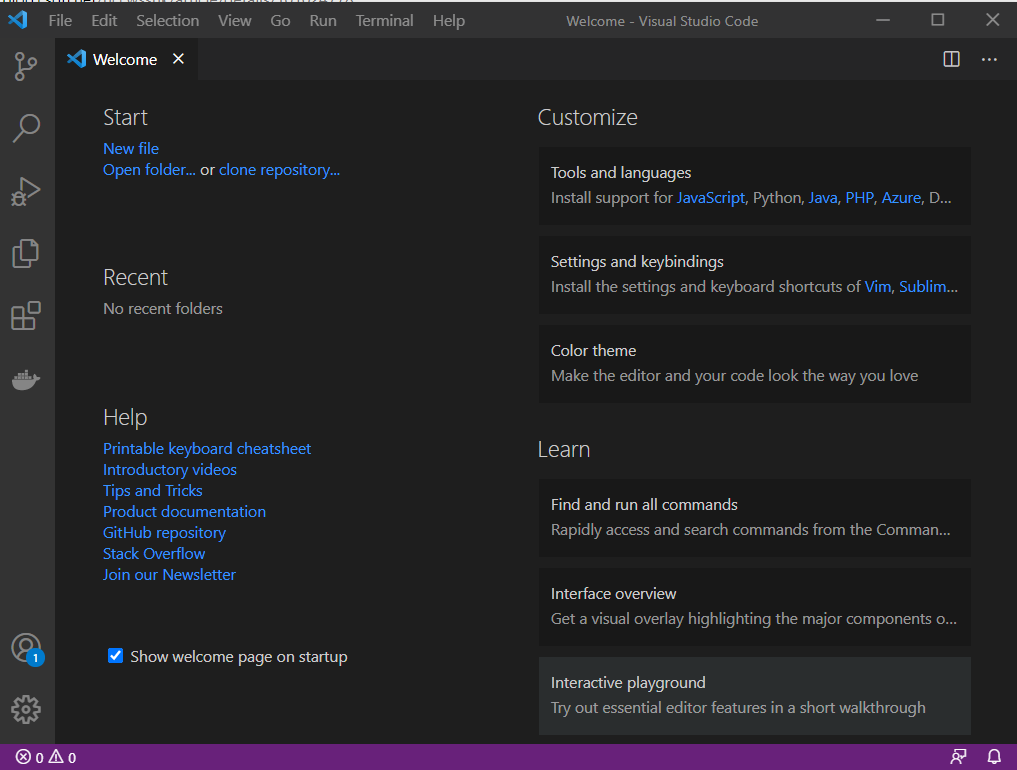 File Edit Selection View Go Run Terminal Help Welcome - Visual Studio Code
Welcome
Start
New file
Open folder... or clone repository...
Recent
No recent folders
Help
Printable keyboard cheatsheet
Introductory videos
Tips and Tricks
Product documentation
GitHub repository
Stack Overflow
Join our Newsletter
Show welcome page on startup
Customize
Tools and languages
Install support for JavaScript, Python, Java, PHP, Azure, D...
Settings and keybindings
Install the settings and keyboard shortcuts of Vim, Sublim...
Color theme
Make the editor and your code look the way you love
Learn
Find and run all commands
Rapidly access and search commands from the Comman...
Interface overview
Get a visual overlay highlighting the major components o...
Interactive playground
Try out essential editor features in a short walkthrough
1
0 0